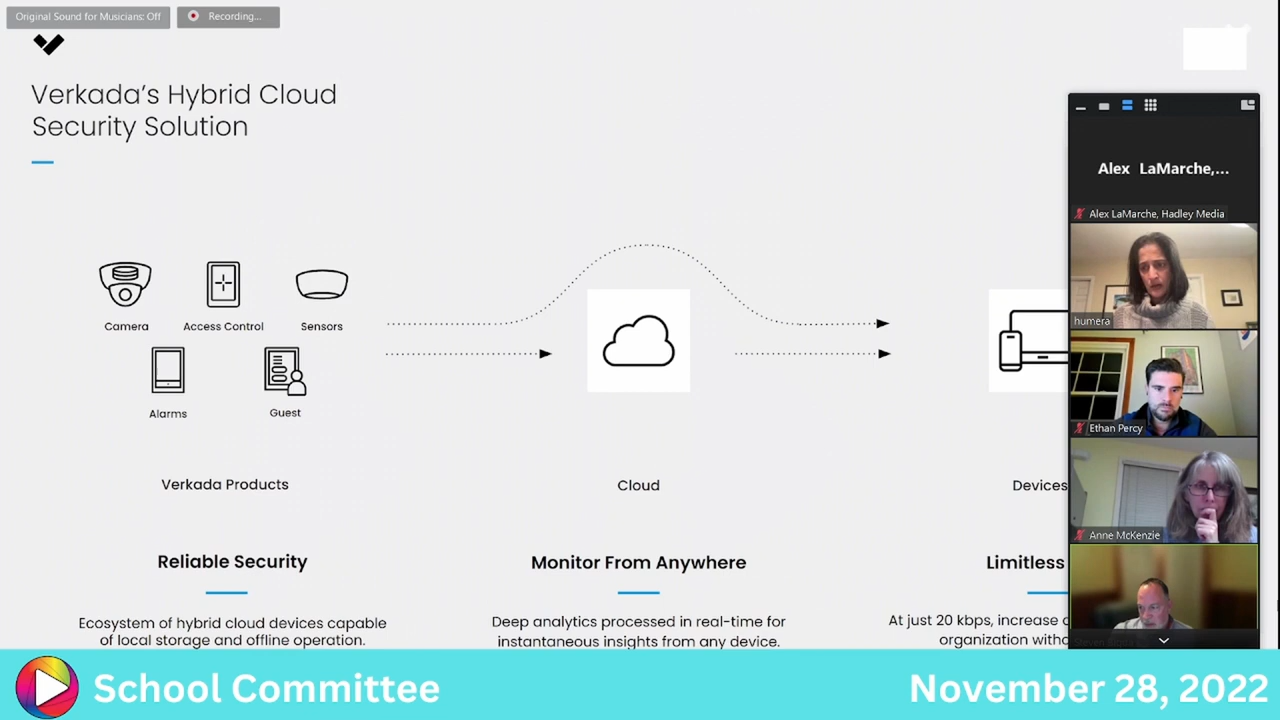 Original Sound for Musicians: Off
Recording...
Verkada's Hybrid Cloud
Security Solution
Alex LaMarche,...
Alex LaMarche, Hadley Media
humera
Ethan Percy
Anne McKenzie
Camera
Access Control
Sensors
Alarms
Guest
Verkada Products
Cloud
Devices
Reliable Security
Monitor From Anywhere
Limitless
Ecosystem of hybrid cloud devices capable
of local storage and offline operation.
Deep analytics processed in real-time for
instantaneous insights from any device.
At just 20 kbps, increase
organization
School Committee
November 28, 2022